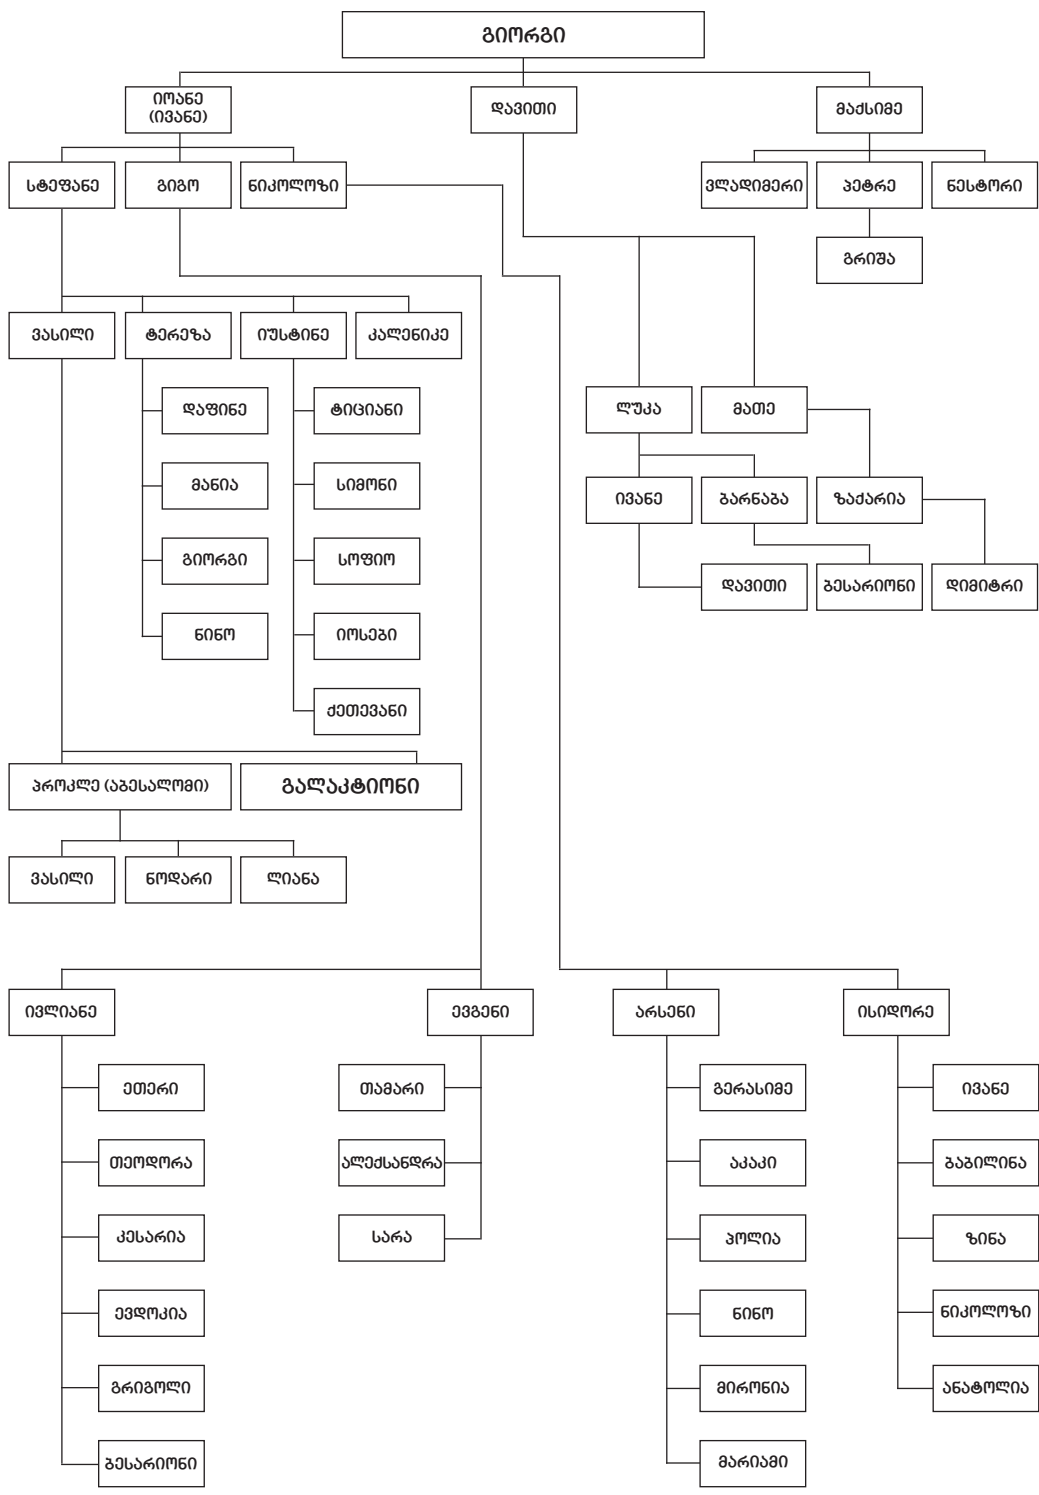 გიორგი
იოანე
(ივანე)
დავითი
მაქსიმე
სტეფანე
გიგო
ნიკოლოზი
ვლადიმერი
პეტრე
ნესტორი
გრიშა
ვასილი
ტერეზა
იუსტინე
კალენიკე
დაფინე
ტიციანი
ლუკა
მათე
მანია
სიმონი
ივანე
ბარნაბა
ზაქარია
გიორგი
სოფიო
დავითი
ბესარიონი
დიმიტრი
ნინო
იოსები
ქეთევანი
პროკლე (აბესალომი)
გალაკტიონი
ვასილი
ნოდარი
ლიანა
ივლიანე
ევგენი
არსენი
ისიდორე
ეთერი
თამარი
გერასიმე
ივანე
თეოდორა
ალექსანდრა
აკაკი
ბაბილინა
კესარია
სარა
პოლია
ზინა
ევდოკია
ნინო
ნიკოლოზი
გრიგოლი
მირონია
ანატოლია
ბესარიონი
მარიამი